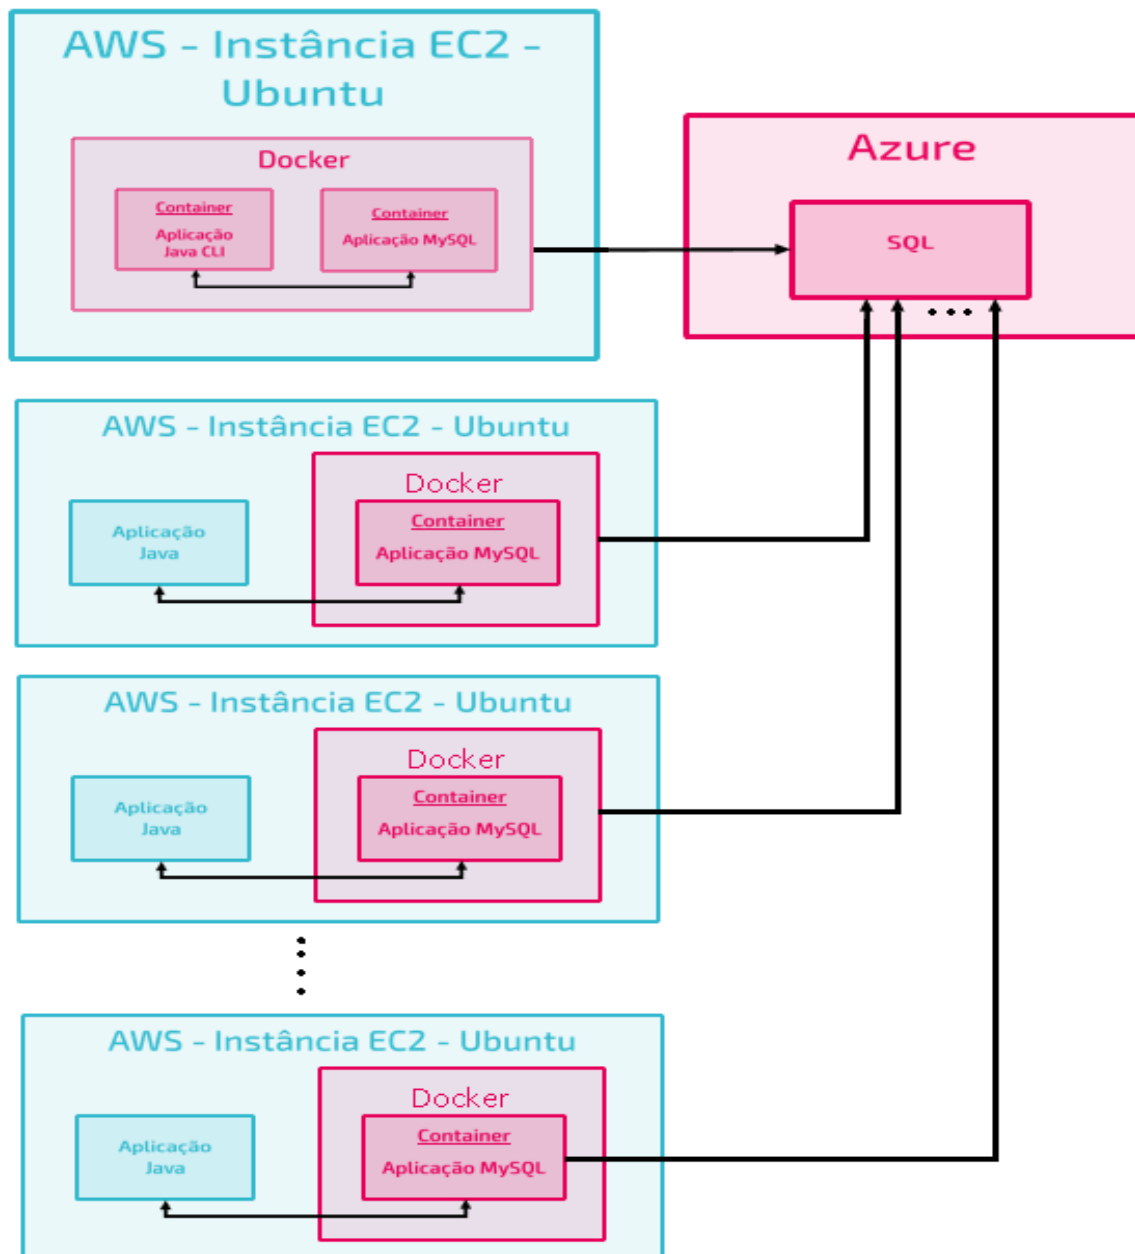 AWS - Instância EC2 -
Ubuntu
Docker
Container
Aplicação
Java CLI
Container
Aplicação MySQL
Azure
SQL
AWS - Instância EC2 - Ubuntu
Docker
Aplicação
Java
Container
Aplicação MySQL
AWS - Instância EC2 - Ubuntu
Docker
Aplicação
Java
Container
Aplicação MySQL
AWS - Instância EC2 - Ubuntu
Docker
Aplicação
Java
Container
Aplicação MySQL